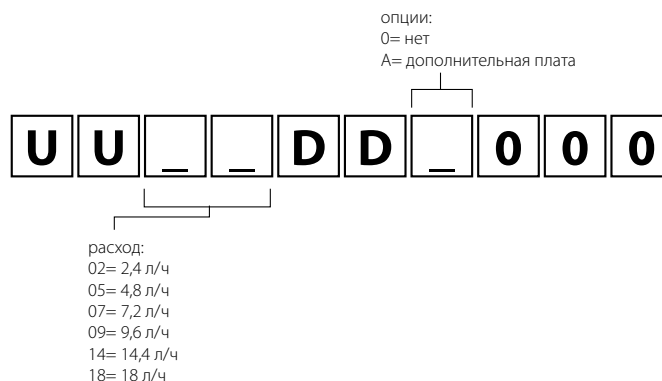 опции:
0= нет
A= дополнительная плата
U U _ _ D D _ 0 0 0
расход:
02= 2,4 л/ч
05= 4,8 л/ч
07= 7,2 л/ч
09= 9,6 л/ч
14= 14,4 л/ч
18= 18 л/ч